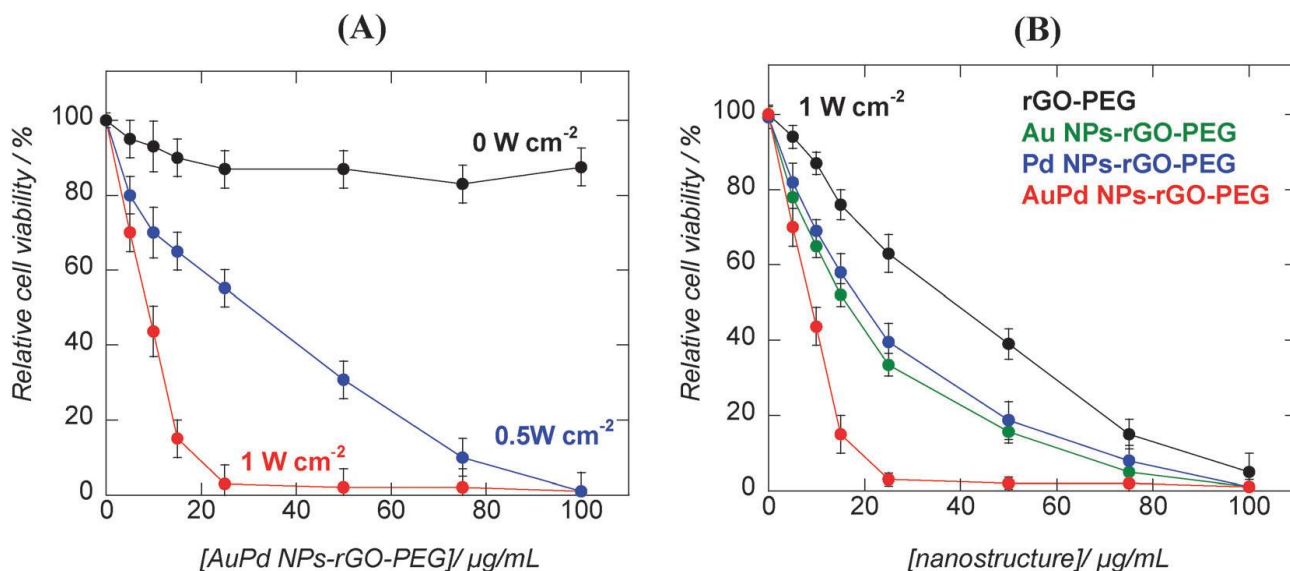 (A)
100
80
60
40
20
0
Relative cell viability / %
0 W cm-2
0.5W cm-2
1 W cm-2
0 20 40 60 80 100
[AuPd NPs-rGO-PEG]/ µg/mL
(B)
100
80
60
40
20
0
Relative cell viability / %
1 W cm-2
rGO-PEG
Au NPs-rGO-PEG
Pd NPs-rGO-PEG
AuPd NPs-rGO-PEG
0 20 40 60 80 100
[nanostructure]/ µg/mL